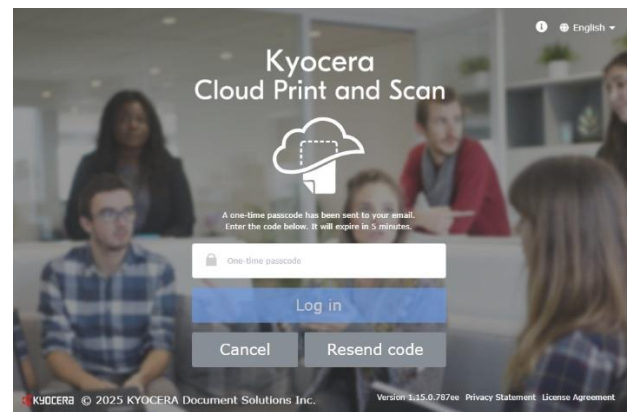 English
Kyocera
Cloud Print and Scan
A one-time passcode has been sent to your email.
Enter the code below. It will expire in 5 minutes.
One-time passcode
Log in
Cancel
Resend code
KYOCERA © 2025 KYOCERA Document Solutions Inc.
Version 1.15.0.787ee Privacy Statement License Agreement